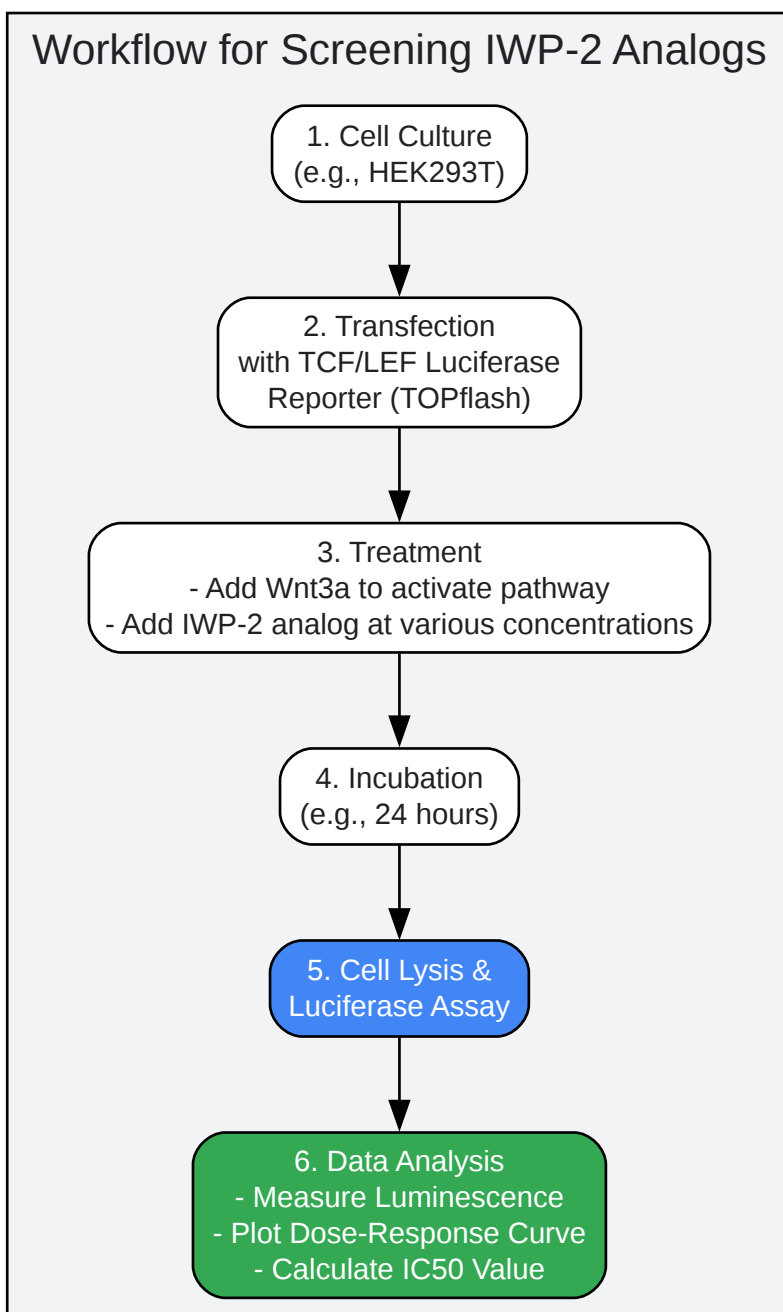 Workflow for Screening IWP-2 Analogs
1. Cell Culture
(e.g., HEK293T)
2. Transfection
with TCF/LEF Luciferase
Reporter (TOPflash)
3. Treatment
- Add Wnt3a to activate pathway
- Add IWP-2 analog at various concentrations
4. Incubation
(e.g., 24 hours)
5. Cell Lysis &
Luciferase Assay
6. Data Analysis
- Measure Luminescence
- Plot Dose-Response Curve
- Calculate IC50 Value